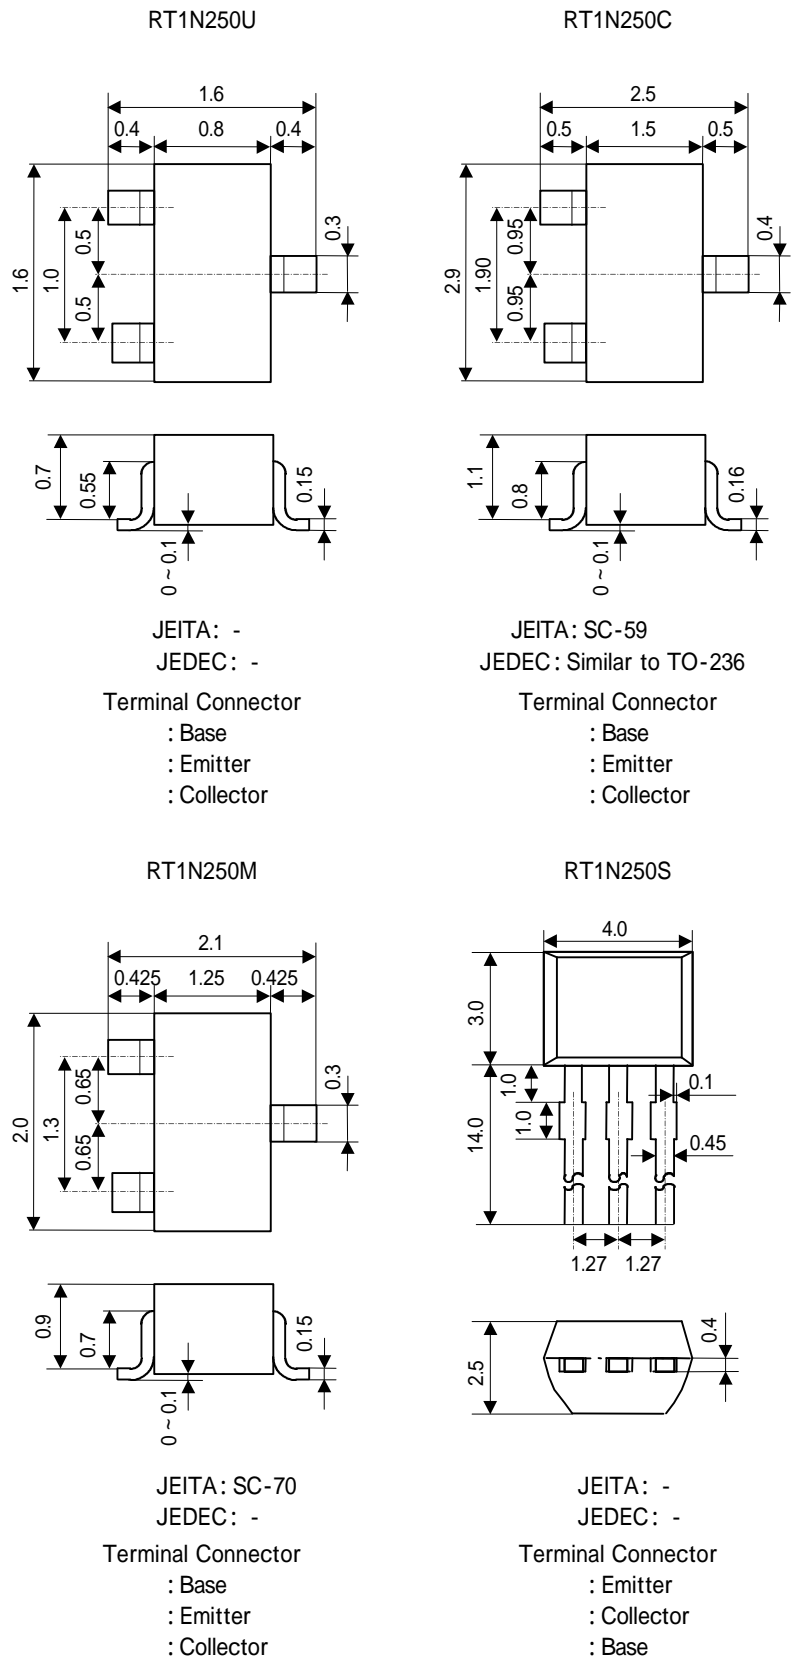 RT1N250U
1.6
0.4 0.8 0.4
1.6
1.0
0.5
0.5
0.3
0.7
0.55
0.15
0 ~ 0.1
JEITA: -
JEDEC: -
Terminal Connector
: Base
: Emitter
: Collector
RT1N250C
2.5
0.5 1.5 0.5
2.9
1.90
0.95
0.95
0.4
1.1
0.8
0.16
0 ~ 0.1
JEITA: SC-59
JEDEC: Similar to TO-236
Terminal Connector
: Base
: Emitter
: Collector
RT1N250M
2.1
0.425 1.25 0.425
2.0
1.3
0.65
0.65
0.3
0.9
0.7
0.15
0 ~ 0.1
JEITA: SC-70
JEDEC: -
Terminal Connector
: Base
: Emitter
: Collector
RT1N250S
4.0
3.0
14.0
1.0
1.0
0.1
0.45
1.27 1.27
2.5
0.4
JEITA: -
JEDEC: -
Terminal Connector
: Emitter
: Collector
: Base